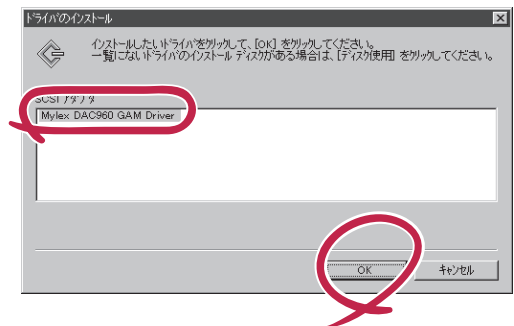 ﾄﾞﾗｲﾊﾞのｲﾝｽﾄｰﾙ
ｲﾝｽﾄｰﾙしたいﾄﾞﾗｲﾊﾞをｸﾘｯｸして、[OK] をｸﾘｯｸしてください。
一覧にないﾄﾞﾗｲﾊﾞのｲﾝｽﾄｰﾙ ﾃﾞｨｽｸがある場合は、[ﾃﾞｨｽｸ使用] をｸﾘｯｸしてください。
SCSI ｱﾀﾞﾌﾟﾀ
Mylex DAC960 GAM Driver
OK
ｷｬﾝｾﾙ